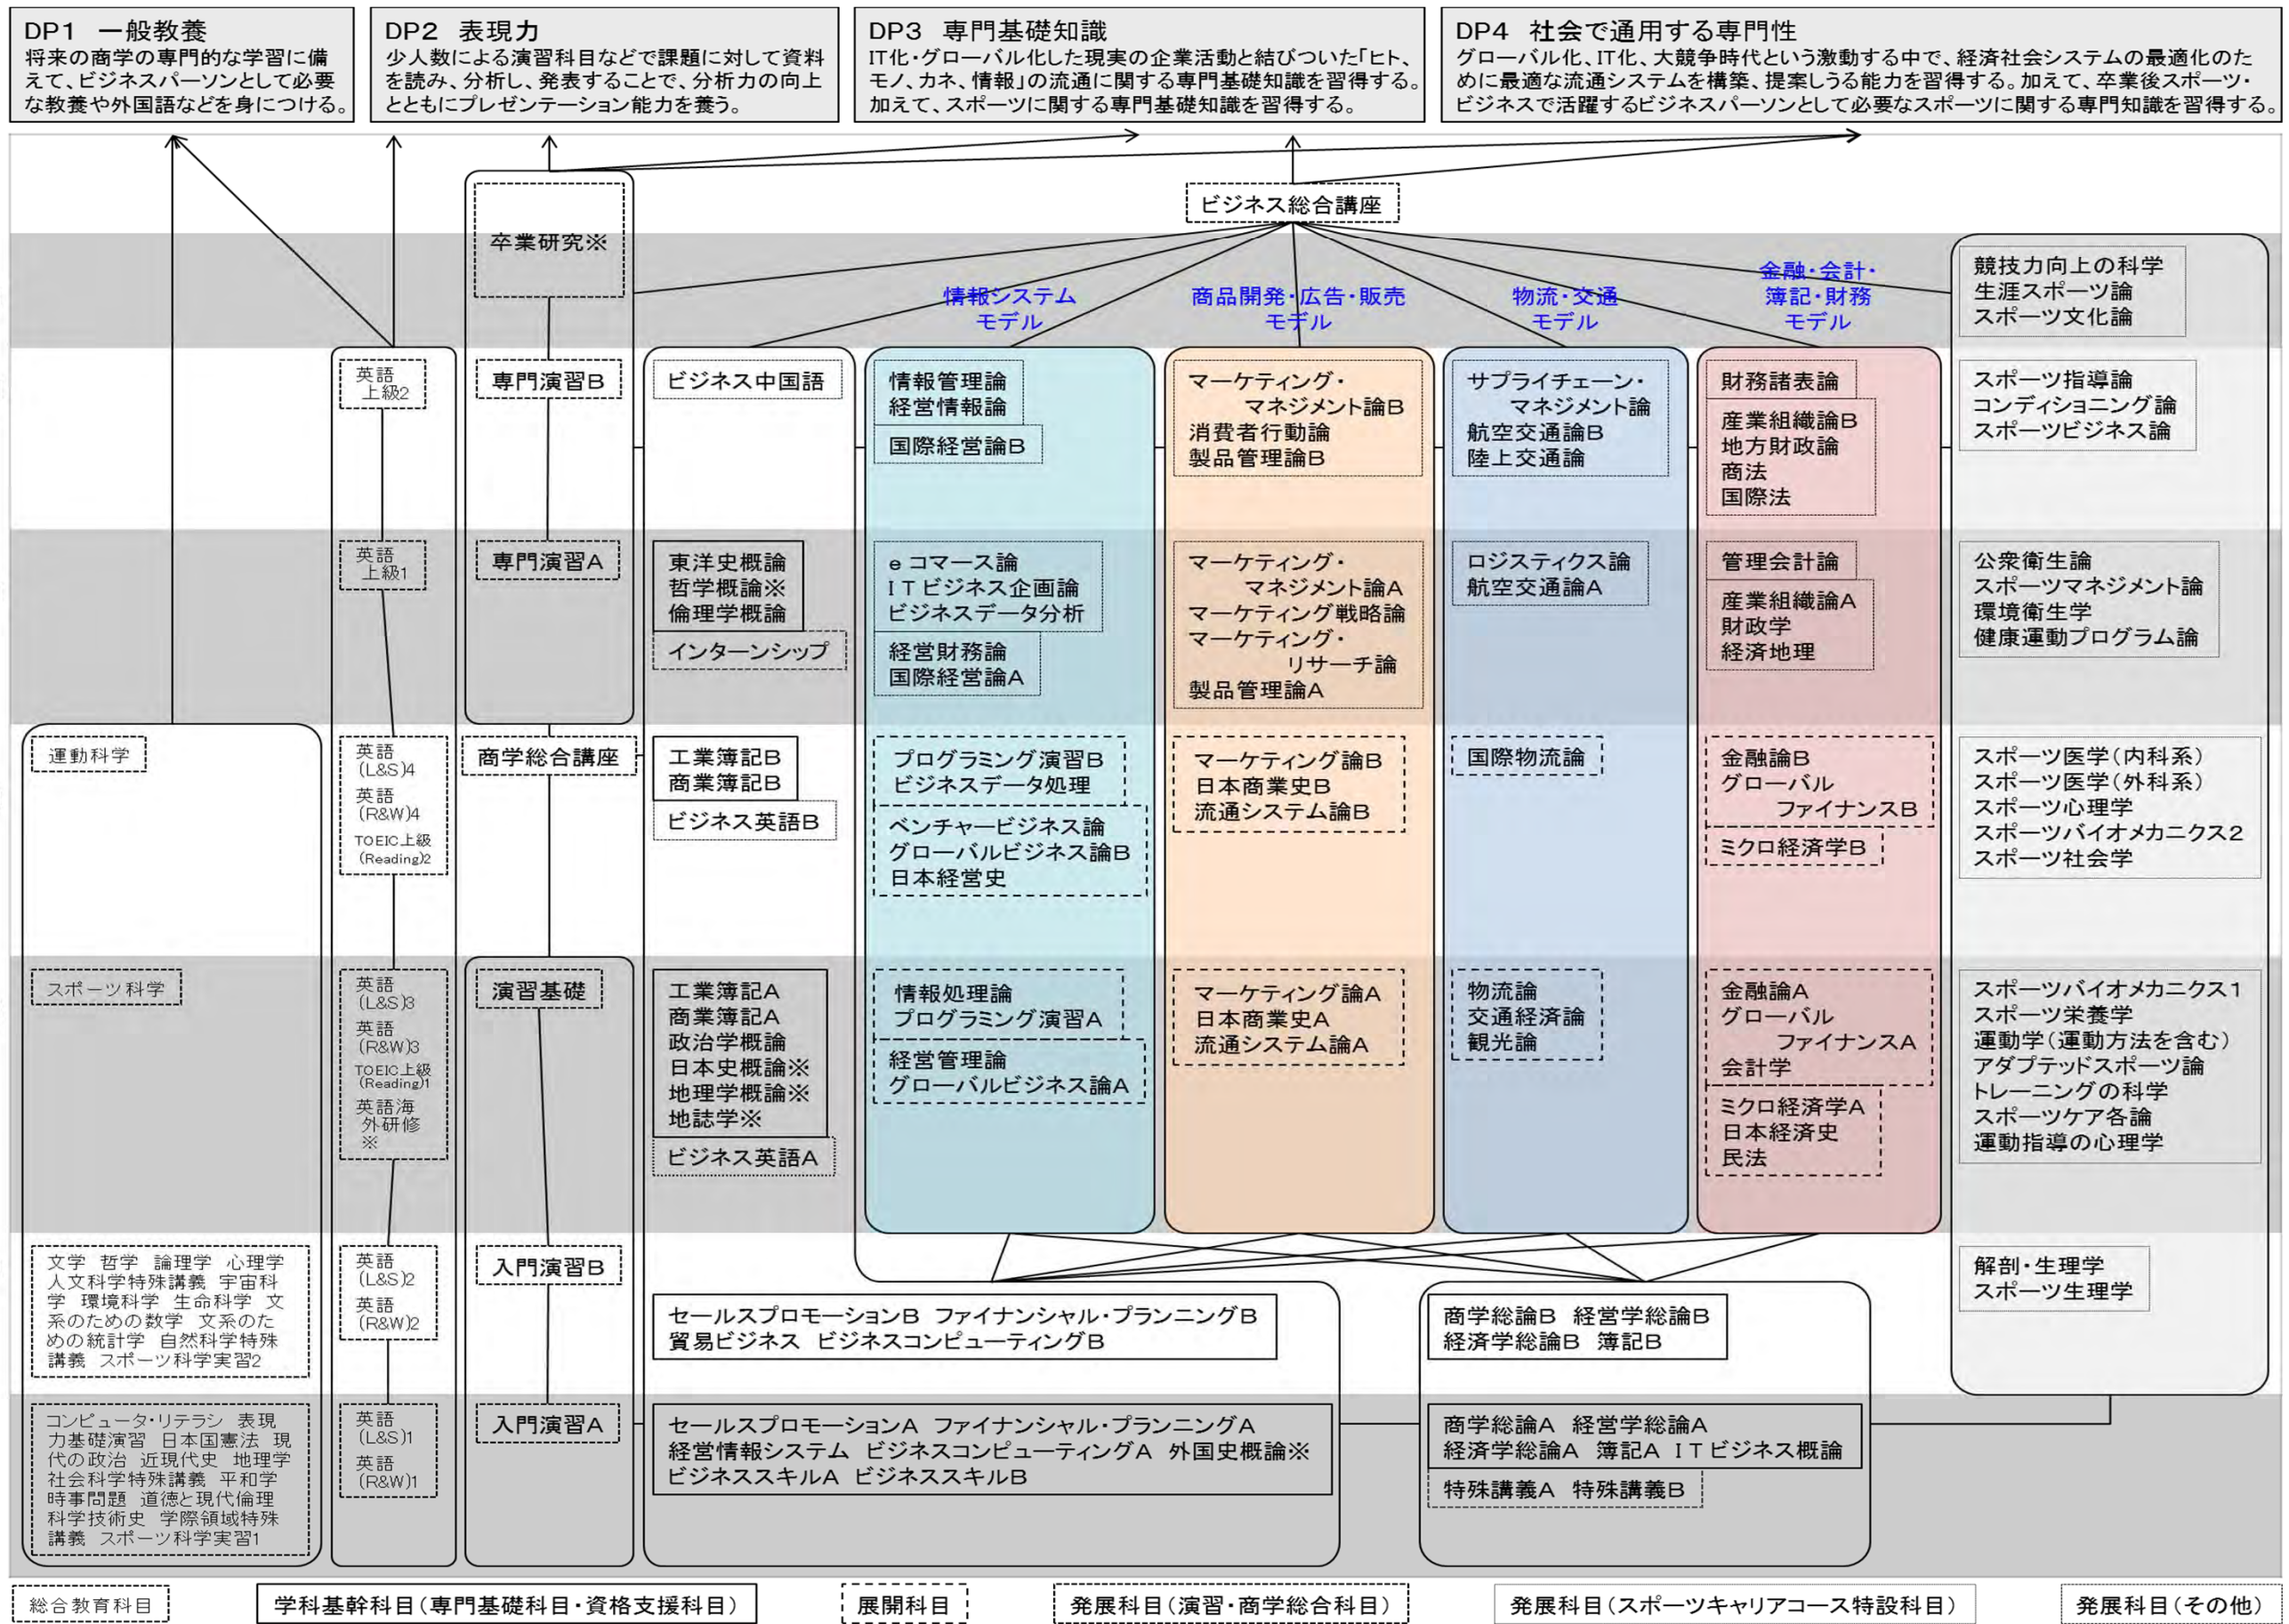 DP1 一般教養
将来の商学の専門的な学習に備
えて、ビジネスパーソンとして必要
な教養や外国語などを身につける。
DP2 表現力
少人数による演習科目などで課題に対して資料
を読み、分析し、発表することで、分析力の向上
とともにプレゼンテーション能力を養う。
DP3 専門基礎知識
IT化・グローバル化した現実の企業活動と結びついた「ヒト、
モノ、カネ、情報」の流通に関する専門基礎知識を習得する。
加えて、スポーツに関する専門基礎知識を習得する。
DP4 社会で通用する専門性
グローバル化、IT化、大競争時代という激動する中で、経済社会システムの最適化のた
めに最適な流通システムを構築、提案しうる能力を習得する。加えて、卒業後スポーツ・
ビジネスで活躍するビジネスパーソンとして必要なスポーツに関する専門知識を習得する。
ビジネス総合講座
卒業研究※
情報システム
モデル
商品開発・広告・販売
モデル
物流・交通
モデル
金融・会計・
簿記・財務
モデル
競技力向上の科学
生涯スポーツ論
スポーツ文化論
英語
上級2
専門演習B
ビジネス中国語
情報管理論
経営情報論
国際経営論B
マーケティング・
マネジメント論B
消費者行動論
製品管理論B
サプライチェーン・
マネジメント論
航空交通論B
陸上交通論
財務諸表論
産業組織論B
地方財政論
商法
国際法
スポーツ指導論
コンディショニング論
スポーツビジネス論
英語
上級1
専門演習A
東洋史概論
哲学概論※
倫理学概論
インターンシップ
eコマース論
ITビジネス企画論
ビジネスデータ分析
経営財務論
国際経営論A
マーケティング・
マネジメント論A
マーケティング戦略論
マーケティング・
リサーチ論
製品管理論A
ロジスティクス論
航空交通論A
管理会計論
産業組織論A
財政学
経済地理
公衆衛生論
スポーツマネジメント論
環境衛生学
健康運動プログラム論
運動科学
英語
(L&S)4
英語
(R&W)4
TOEIC上級
(Reading)2
商学総合講座
工業簿記B
商業簿記B
ビジネス英語B
プログラミング演習B
ビジネスデータ処理
ベンチャービジネス論
グローバルビジネス論B
日本経営史
マーケティング論B
日本商業史B
流通システム論B
国際物流論
金融論B
グローバル
ファイナンスB
ミクロ経済学B
スポーツ医学(内科系)
スポーツ医学(外科系)
スポーツ心理学
スポーツバイオメカニクス2
スポーツ社会学
スポーツ科学
英語
(L&S)3
英語
(R&W)3
TOEIC上級
(Reading)1
英語海
外研修
※
演習基礎
工業簿記A
商業簿記A
政治学概論
日本史概論※
地理学概論※
地誌学※
ビジネス英語A
情報処理論
プログラミング演習A
経営管理論
グローバルビジネス論A
マーケティング論A
日本商業史A
流通システム論A
物流論
交通経済論
観光論
金融論A
グローバル
ファイナンスA
会計学
ミクロ経済学A
日本経済史
民法
スポーツバイオメカニクス1
スポーツ栄養学
運動学(運動方法を含む)
アダプテッドスポーツ論
トレーニングの科学
スポーツケア各論
運動指導の心理学
文学 哲学 論理学 心理学
人文科学特殊講義 宇宙科
学 環境科学 生命科学 文
系のための数学 文系のた
めの統計学 自然科学特殊
講義 スポーツ科学実習2
英語
(L&S)2
英語
(R&W)2
入門演習B
セールスプロモーションB ファイナンシャル・プランニングB
貿易ビジネス ビジネスコンピューティングB
商学総論B 経営学総論B
経済学総論B 簿記B
解剖・生理学
スポーツ生理学
コンピュータ・リテラシ 表現
力基礎演習 日本国憲法 現
代の政治 近現代史 地理学
社会科学特殊講義 平和学
時事問題 道徳と現代倫理
科学技術史 学際領域特殊
講義 スポーツ科学実習1
英語
(L&S)1
英語
(R&W)1
入門演習A
セールスプロモーションA ファイナンシャル・プランニングA
経営情報システム ビジネスコンピューティングA 外国史概論※
ビジネススキルA ビジネススキルB
商学総論A 経営学総論A
経済学総論A 簿記A ITビジネス概論
特殊講義A 特殊講義B
総合教育科目
学科基幹科目(専門基礎科目・資格支援科目)
展開科目
発展科目(演習・商学総合科目)
発展科目(スポーツキャリアコース特設科目)
発展科目(その他)